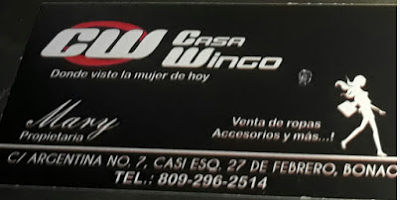 CW Casa Wingo
Donde viste la mujer de hoy
Mary
Propietaria
Venta de ropas
Accesorios y más...!
C/ ARGENTINA NO. 7, CASI ESQ. 27 DE FEBRERO, BONAO
TEL.: 809-296-2514